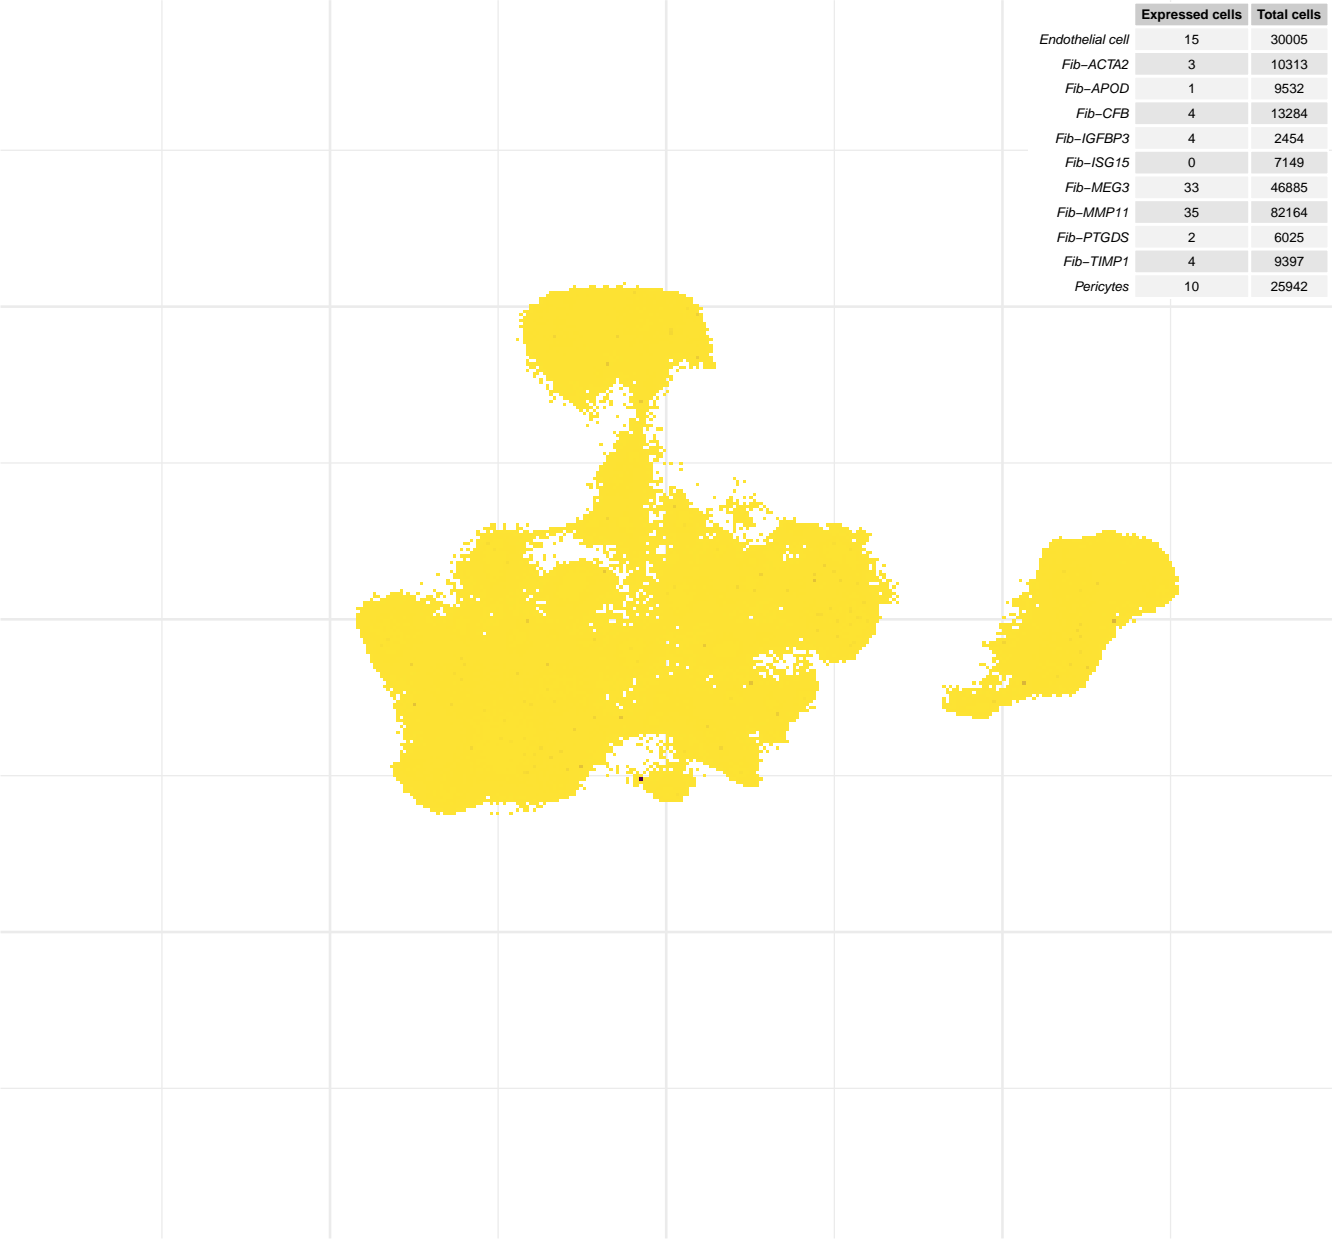 Expressed cells Total cells
Endothelial cell 15 30005
Fib−ACTA2 3 10313
Fib−APOD 1 9532
Fib−CFB 4 13284
Fib−IGFBP3 4 2454
Fib−ISG15 0 7149
Fib−MEG3 33 46885
Fib−MMP11 35 82164
Fib−PTGDS 2 6025
Fib−TIMP1 4 9397
Pericytes 10 25942